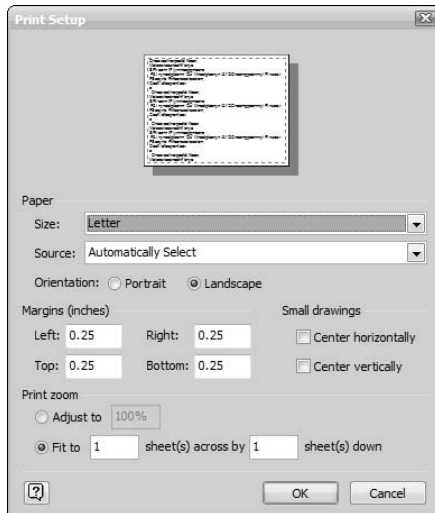 Print Setup
Paper
Size: Letter
Source: Automatically Select
Orientation: Portrait Landscape
Margins (inches) Small drawings
Left: 0.25 Right: 0.25 Center horizontally
Top: 0.25 Bottom: 0.25 Center vertically
Print zoom
Adjust to 100%
Fit to 1 sheet(s) across by 1 sheet(s) down
? OK Cancel